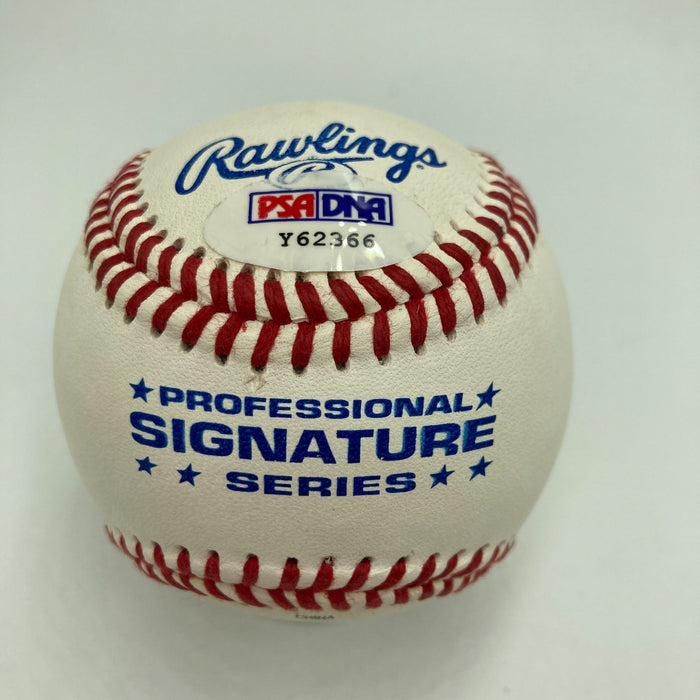 Rawlings
PSA DNA
Y62366
PROFESSIONAL
SIGNATURE
SERIES